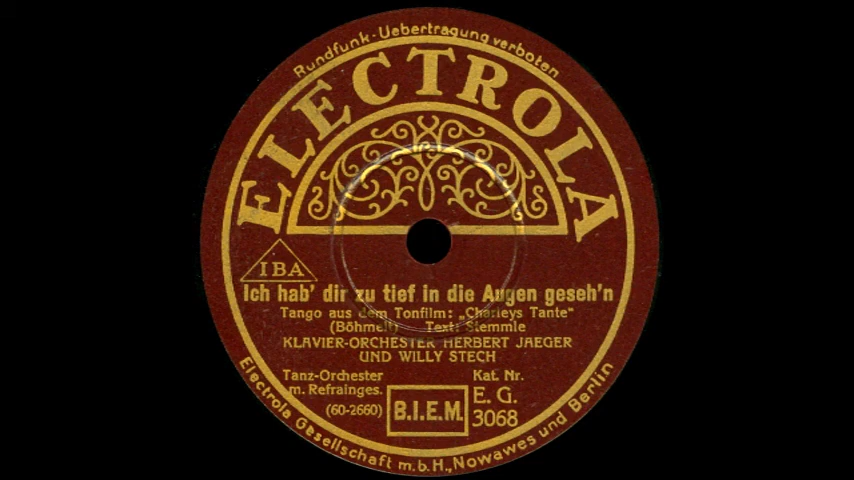 Rundfunk-Uebertragung verboten
ELECTROLA
IBA
Ich hab' dir zu tief in die Augen geseh'n
Tango aus dem Tonfilm: „Charleys Tante"
(Böhmelt) Text: Stemmle
KLAVIER-ORCHESTER HERBERT JAEGER
UND WILLY STECH
Tanz-Orchester
m. Refrainges.
(60-2660)
B.I.E.M.
Kat. Nr.
E. G.
3068
Electrola Gesellschaft m.b.H., Nowawes und Berlin